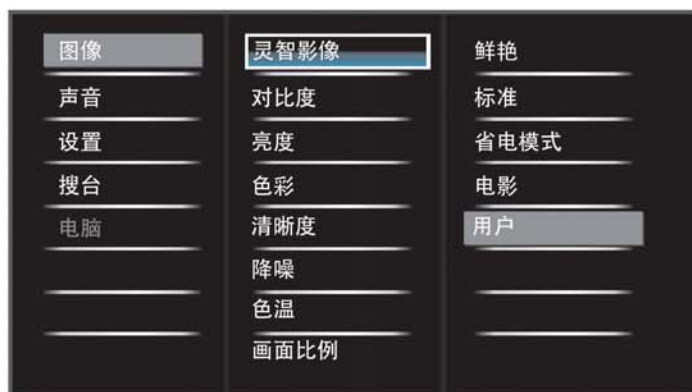 图像
声音
设置
搜台
电脑
灵智影像
对比度
亮度
色彩
清晰度
降噪
色温
画面比例
鲜艳
标准
省电模式
电影
用户